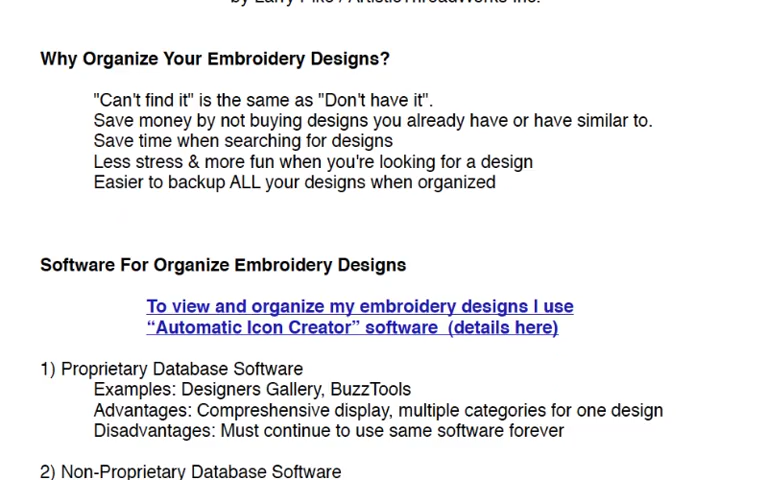 by Larry Pike / ArtisticThreadWorks Inc.
Why Organize Your Embroidery Designs?
"Can't find it" is the same as "Don't have it".
Save money by not buying designs you already have or have similar to.
Save time when searching for designs
Less stress & more fun when you're looking for a design
Easier to backup ALL your designs when organized
Software For Organize Embroidery Designs
To view and organize my embroidery designs I use
“Automatic Icon Creator” software  (details here)
1) Proprietary Database Software
Examples: Designers Gallery, BuzzTools
Advantages: Compreshensive display, multiple categories for one design
Disadvantages: Must continue to use same software forever
2) Non-Proprietary Database Software